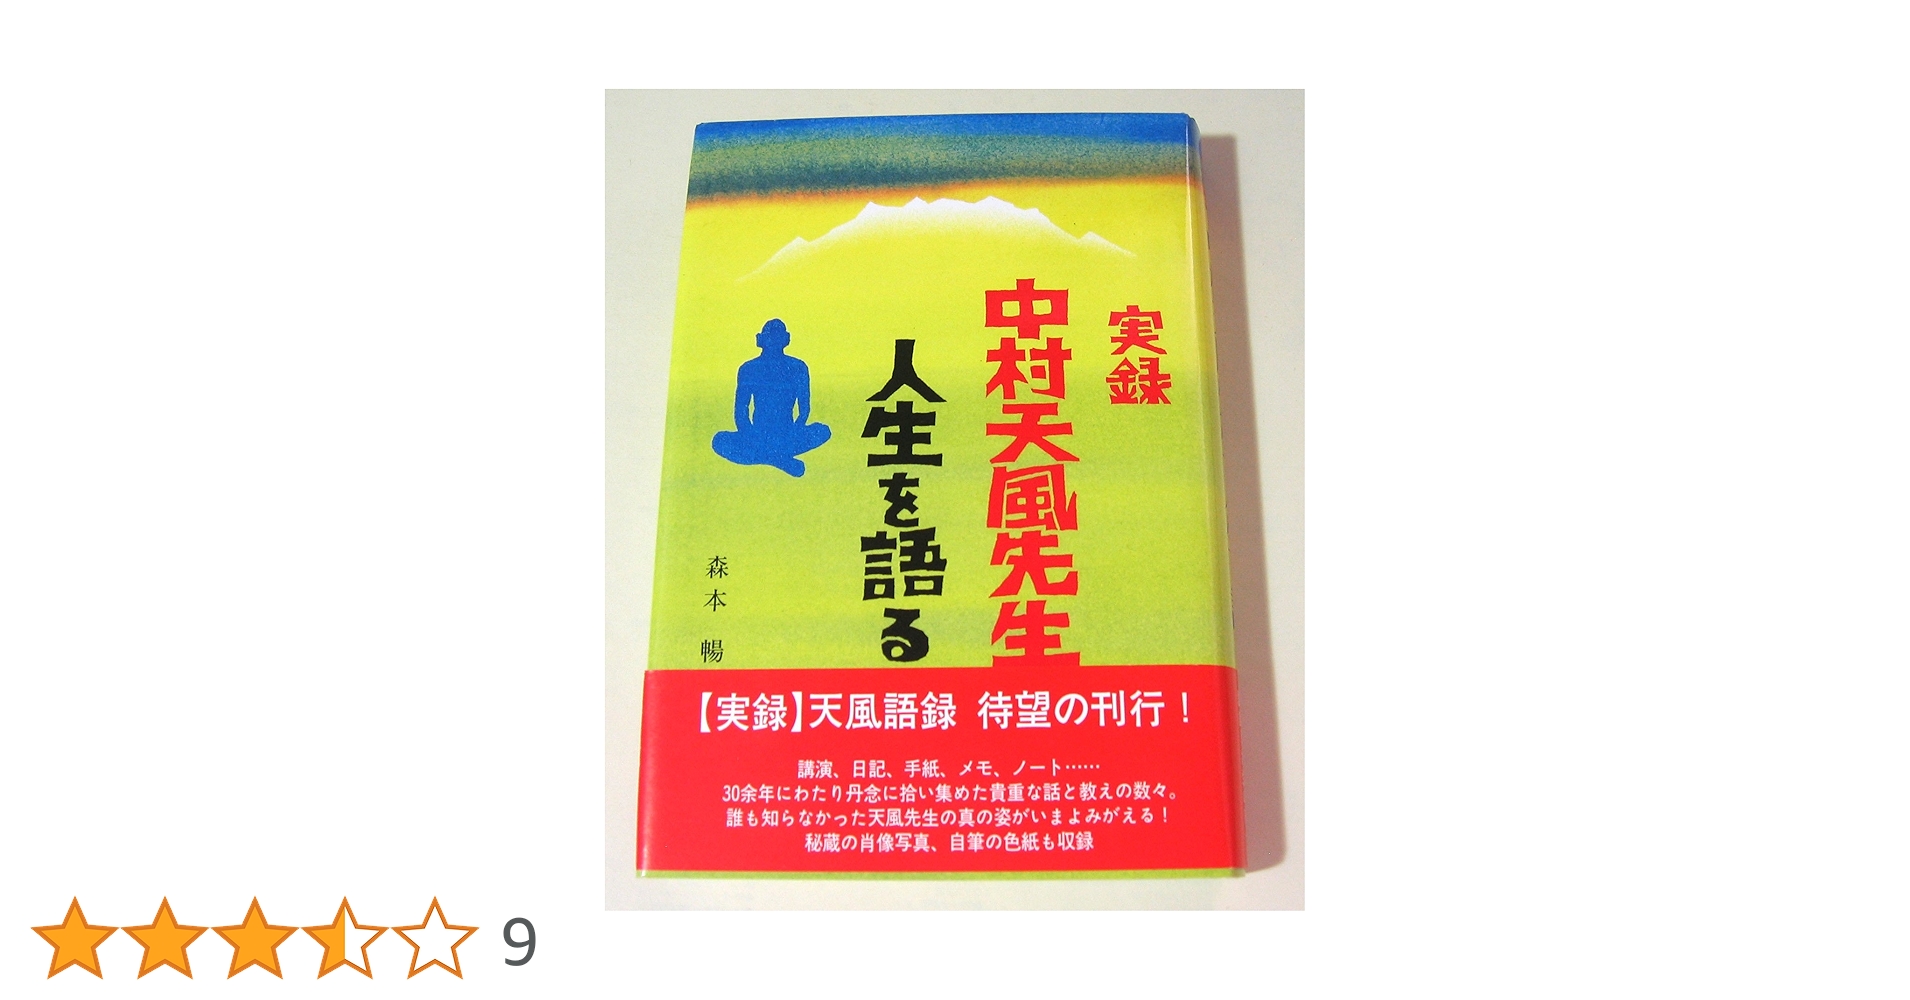 実録
中村天風先生
人生を語る
森本 暢
【実録】天風語録 待望の刊行！
講演、日記、手紙、メモ、ノート……
30余年にわたり丹念に拾い集めた貴重な話と教えの数々。
誰も知らなかった天風先生の真の姿がいまよみがえる！
秘蔵の肖像写真、自筆の色紙も収録
9